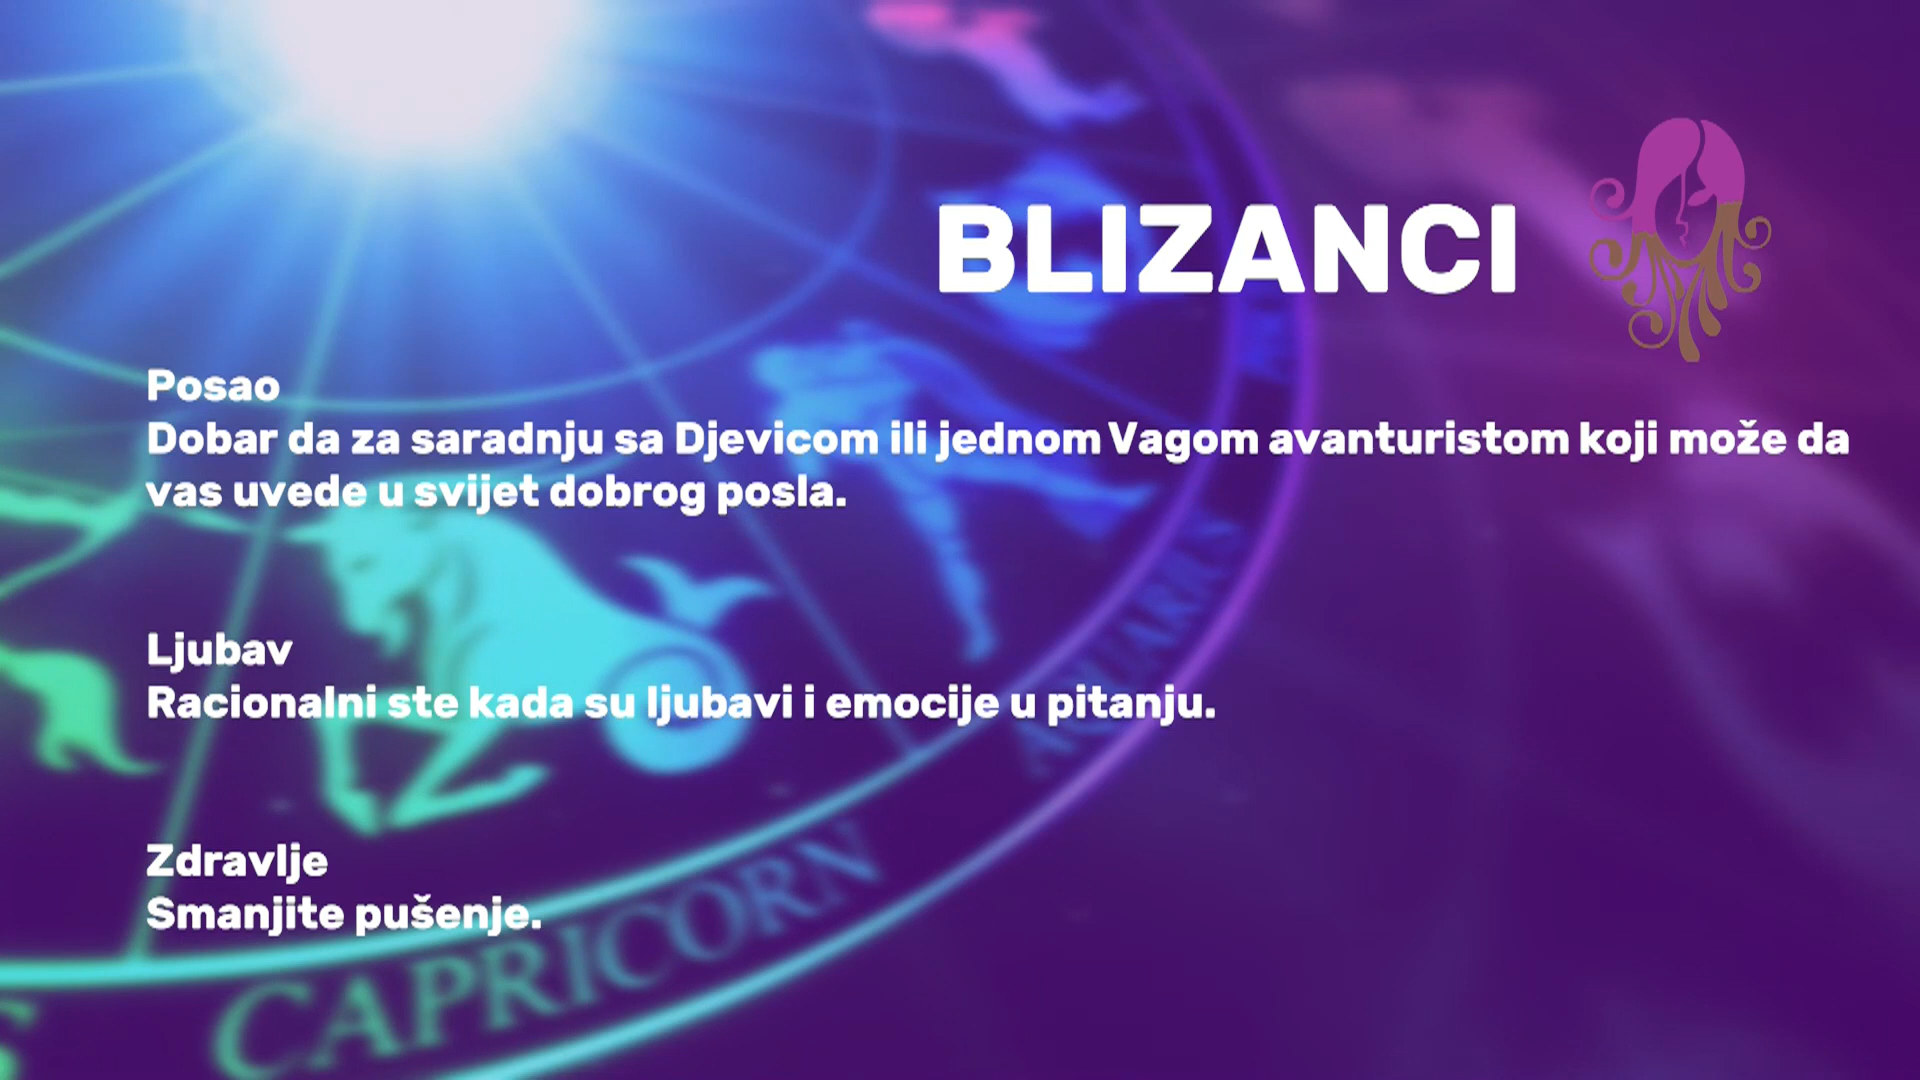 BLIZANCI
Posao
Dobar da za saradnju sa Djevicom ili jednom Vagom avanturistom koji može da
vas uvede u svijet dobrog posla.
Ljubav
Racionalni ste kada su ljubavi i emocije u pitanju.
Zdravlje
Smanjite pušenje.
AQUARIUS
CAPRICORN